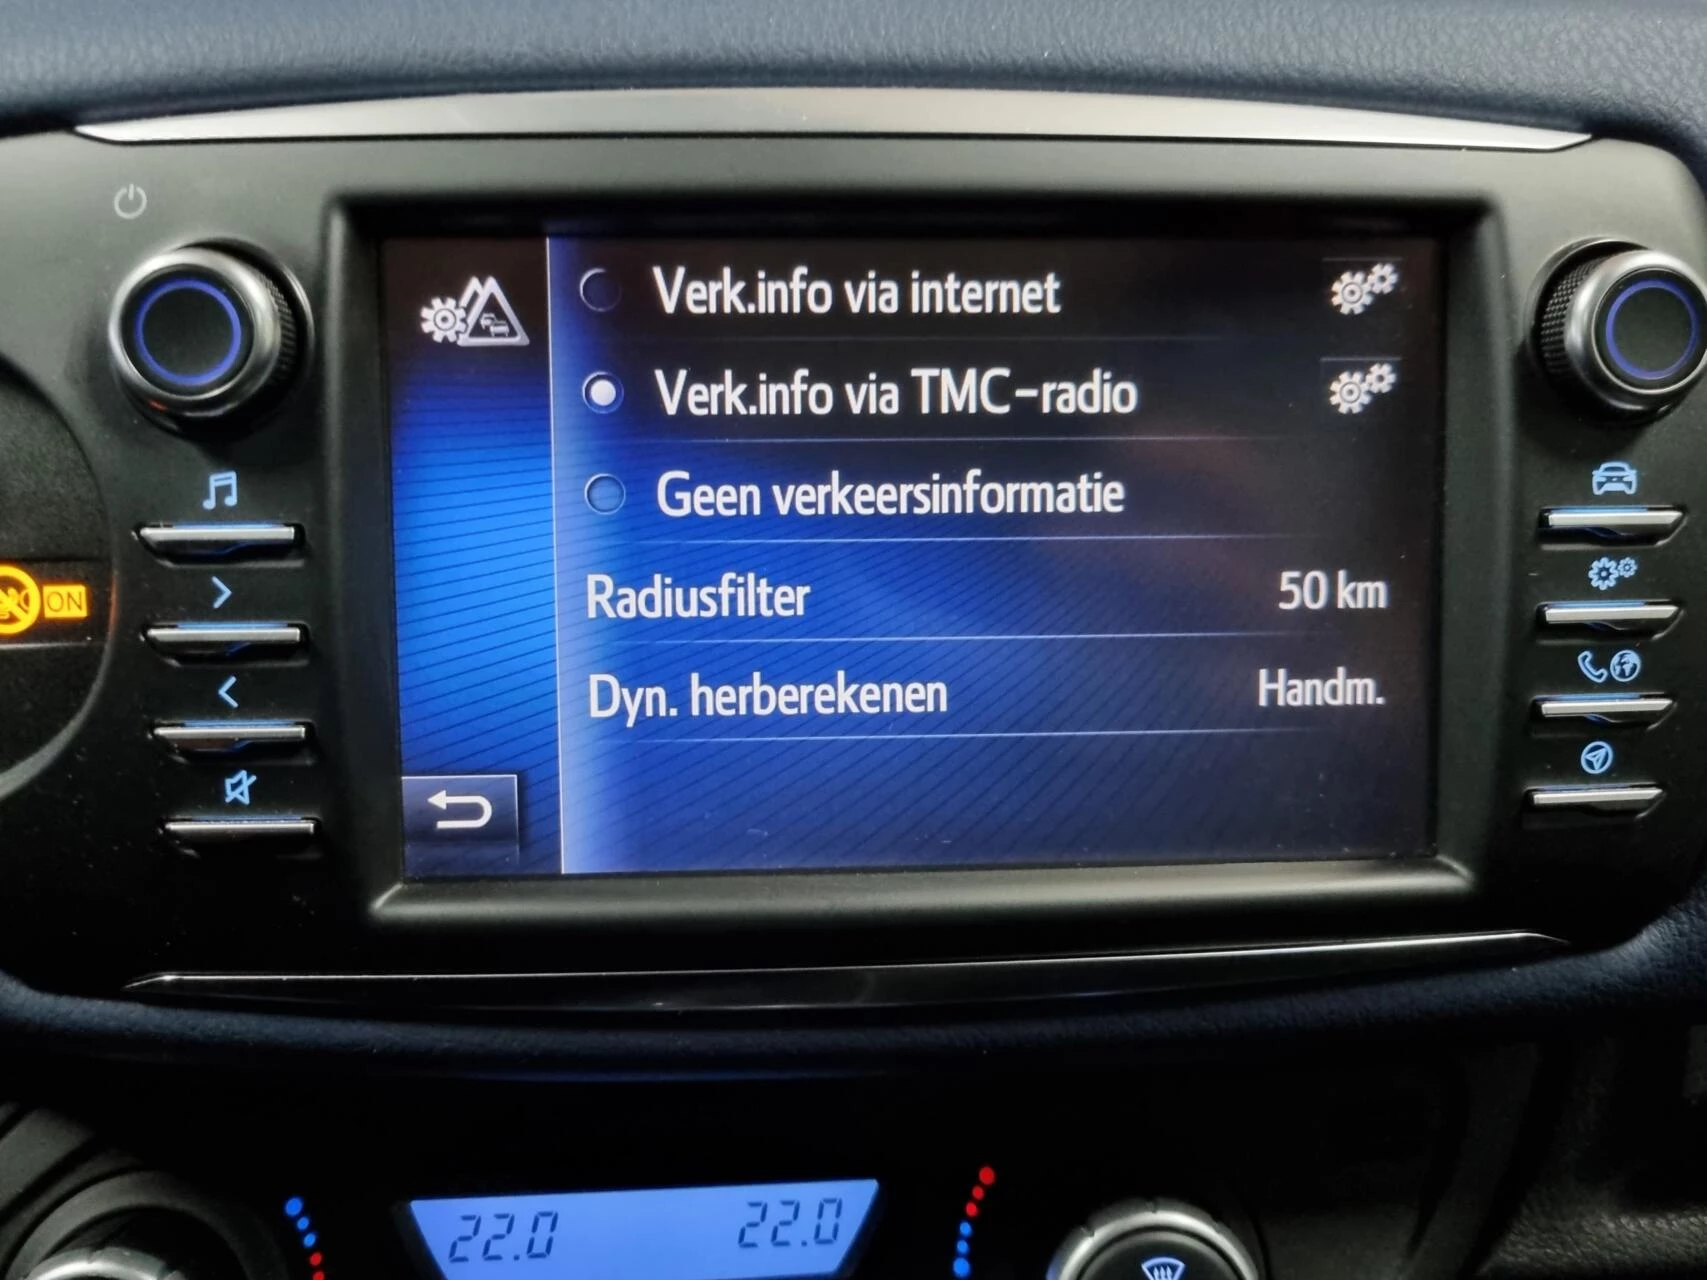 Verk.info via internet
Verk.info via TMC-radio
Geen verkeersinformatie
Radiusfilter 50 km
Dyn. herberekenen Handm.
ON
22.0 22.0